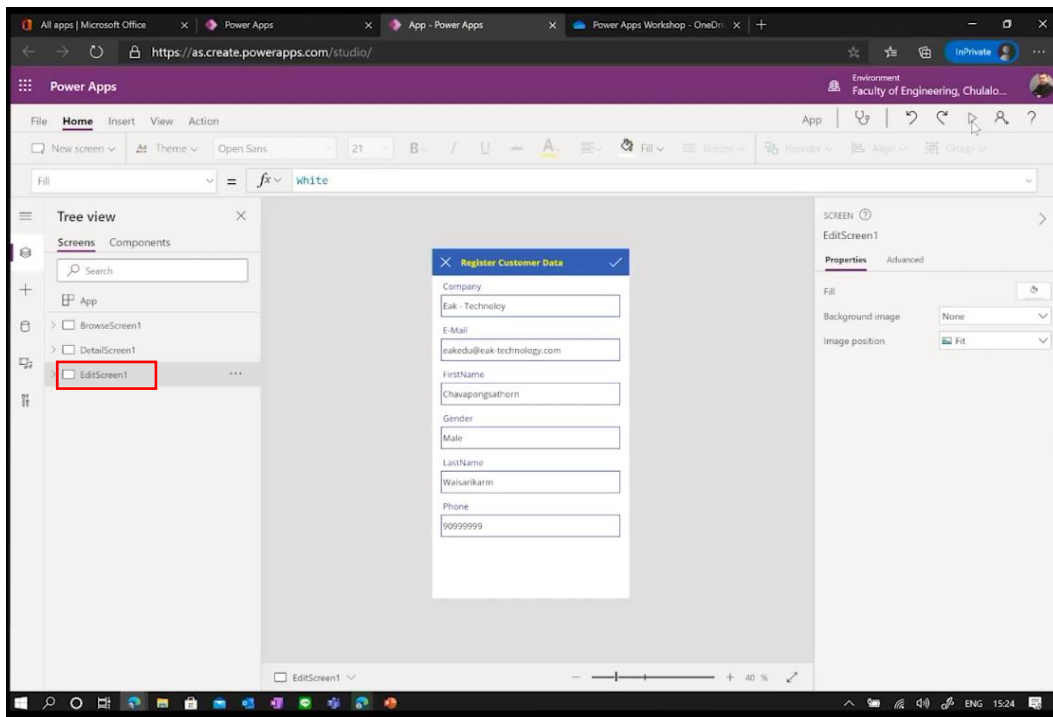 All apps | Microsoft Office
Power Apps
App - Power Apps
Power Apps Workshop - OneDri
https://as.create.powerapps.com/studio/
InPrivate
Power Apps
Environment
Faculty of Engineering, Chulalo...
File Home Insert View Action
App
New screen Theme Open Sans 21 B / U abc A Fill Border Reorder Align Group
Fill = fx White
Tree view
Screens Components
Search
App
BrowseScreen1
DetailScreen1
EditScreen1 ...
Register Customer Data
Company
Eak - Technoloy
E-Mail
eakedu@eak-technology.com
FirstName
Chavapongsathorn
Gender
Male
LastName
Waisarikarm
Phone
90999999
SCREEN
EditScreen1
Properties Advanced
Fill
Background image None
Image position Fit
EditScreen1
40 %
ENG 15:24